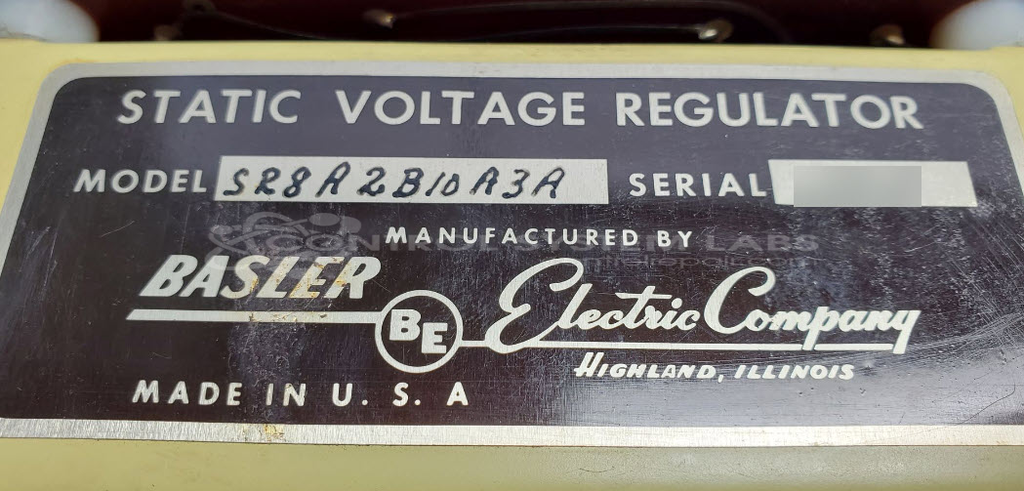 STATIC VOLTAGE REGULATOR
MODEL SR8A2B10A3A SERIAL
MANUFACTURED BY
BASLER BE Electric Company
HIGHLAND, ILLINOIS
MADE IN U. S. A